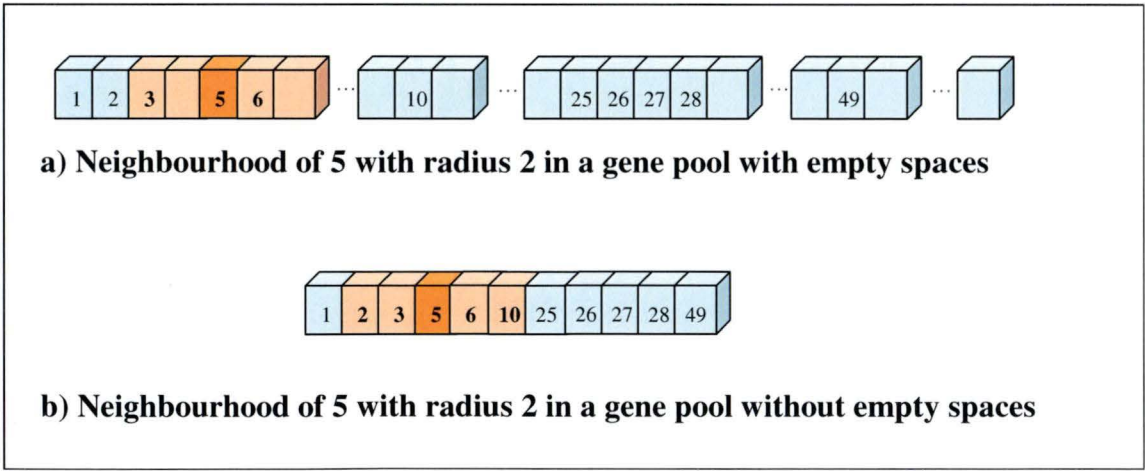 1 2 3 5 6 ... 10 ... 25 26 27 28 ... 49 ...
a) Neighbourhood of 5 with radius 2 in a gene pool with empty spaces
1 2 3 5 6 10 25 26 27 28 49
b) Neighbourhood of 5 with radius 2 in a gene pool without empty spaces